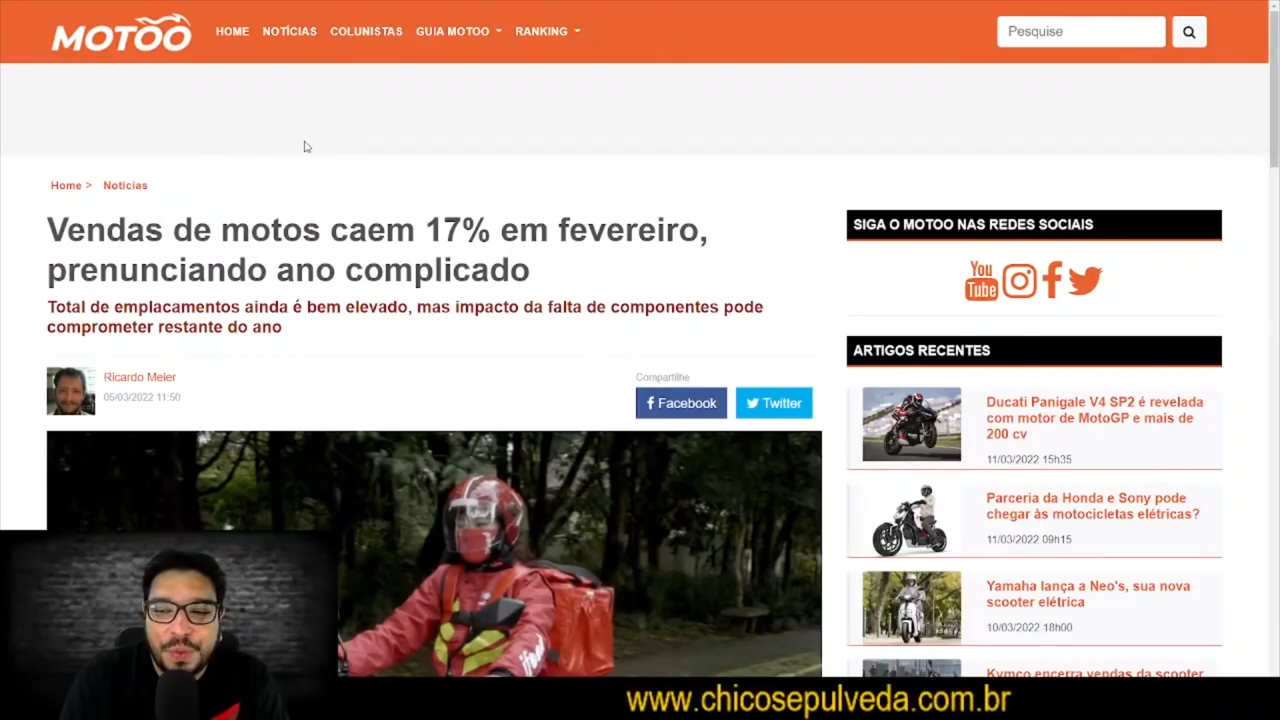 MOTOO
HOME
NOTÍCIAS
COLUNISTAS
GUIA MOTOO
RANKING
Pesquise
Home >
Notícias
Vendas de motos caem 17% em fevereiro,
prenunciando ano complicado
Total de emplacamentos ainda é bem elevado, mas impacto da falta de componentes pode
comprometer restante do ano
Ricardo Meier
05/03/2022 11:50
Compartilhe
Facebook
Twitter
SIGA O MOTOO NAS REDES SOCIAIS
You
Tube
ARTIGOS RECENTES
Ducati Panigale V4 SP2 é revelada
com motor de MotoGP e mais de
200 cv
11/03/2022 15h35
Parceria da Honda e Sony pode
chegar às motocicletas elétricas?
11/03/2022 09h15
Yamaha lança a Neo's, sua nova
scooter elétrica
10/03/2022 18h00
Kymco encerra vendas da scooter
ifood
www.chicosepulveda.com.br